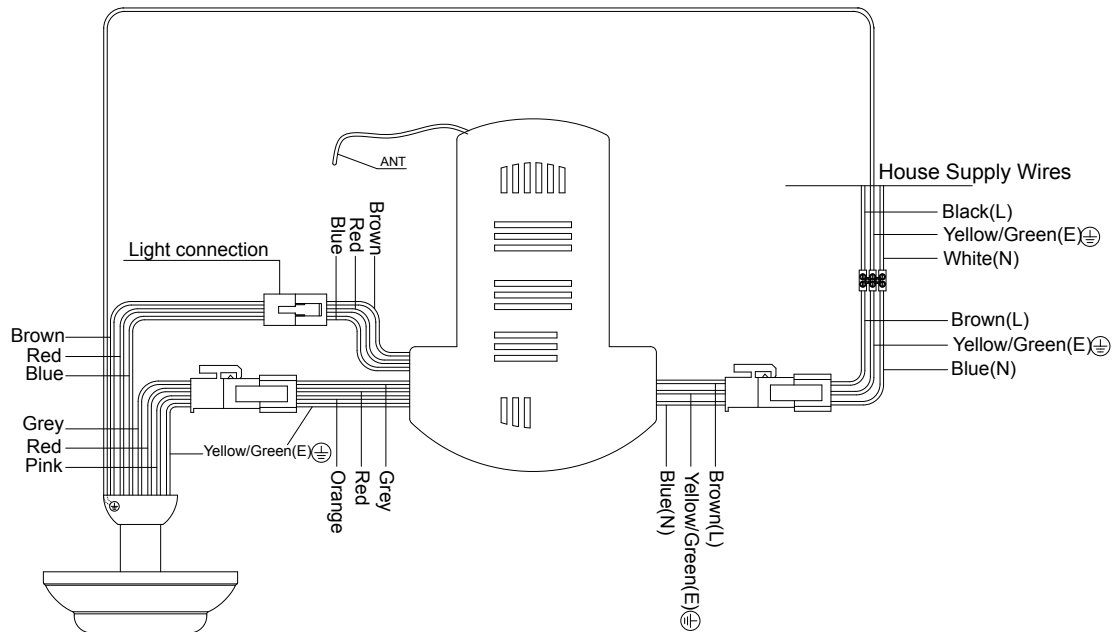 ANT
House Supply Wires
Black(L)
Yellow/Green(E)
White(N)
Brown
Red
Blue
Light connection
Brown(L)
Yellow/Green(E)
Blue(N)
Brown
Red
Blue
Grey
Red
Pink
Yellow/Green(E)
Orange
Red
Grey
Blue(N)
Yellow/Green(E)
Brown(L)